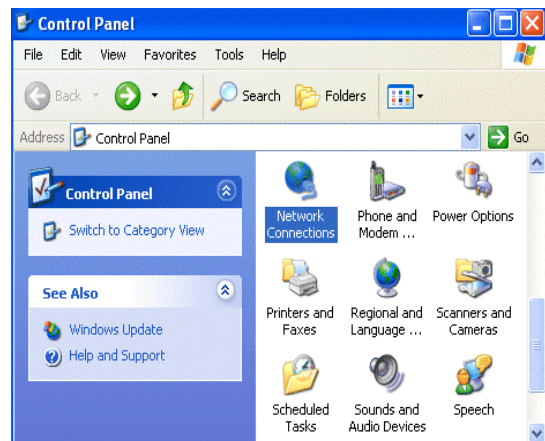 Control Panel
File Edit View Favorites Tools Help
Back Search Folders
Address Control Panel Go
Control Panel
Switch to Category View
See Also
Windows Update
Help and Support
Network Connections
Phone and Modem ...
Power Options
Printers and Faxes
Regional and Language ...
Scanners and Cameras
Scheduled Tasks
Sounds and Audio Devices
Speech